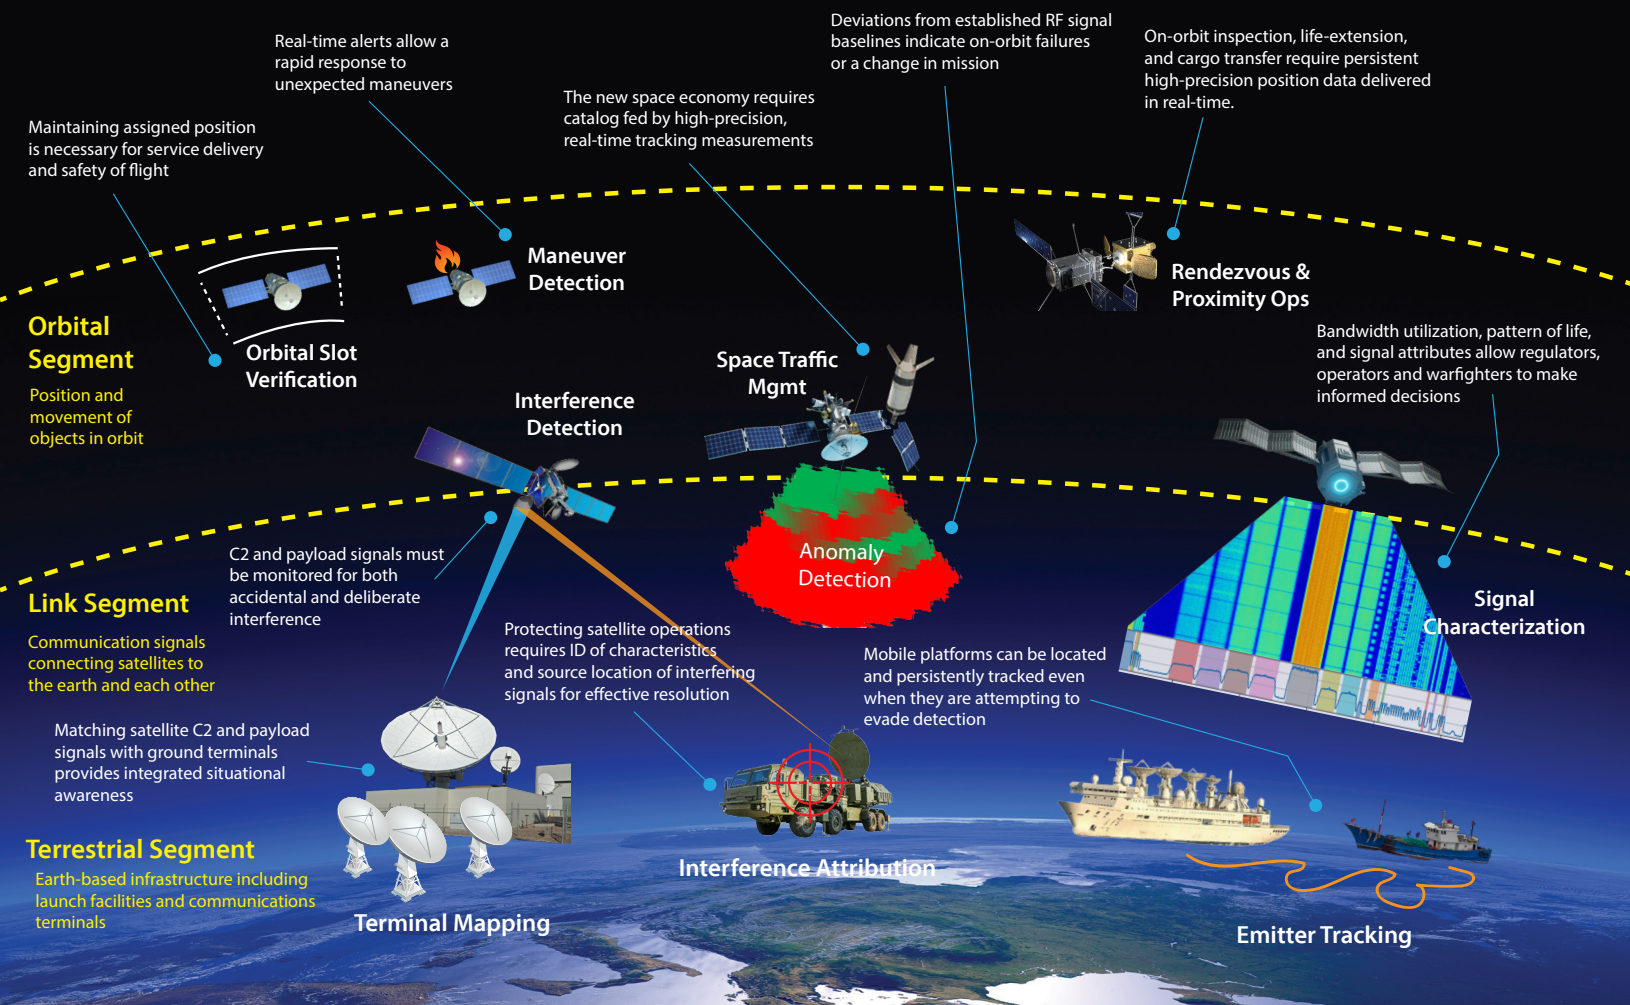 Deviations from established RF signal
baselines indicate on-orbit failures
or a change in mission
Real-time alerts allow a
rapid response to
unexpected maneuvers
On-orbit inspection, life-extension,
and cargo transfer require persistent
high-precision position data delivered
in real-time.
The new space economy requires
catalog fed by high-precision,
real-time tracking measurements
Maintaining assigned position
is necessary for service delivery
and safety of flight
Maneuver
Detection
Rendezvous &
Proximity Ops
Orbital
Segment
Position and
movement of
objects in orbit
Orbital Slot
Verification
Space Traffic
Mgmt
Bandwidth utilization, pattern of life,
and signal attributes allow regulators,
operators and warfighters to make
informed decisions
Interference
Detection
C2 and payload signals must
be monitored for both
accidental and deliberate
interference
Anomaly
Detection
Signal
Characterization
Link Segment
Communication signals
connecting satellites to
the earth and each other
Protecting satellite operations
requires ID of characteristics
and source location of interfering
signals for effective resolution
Mobile platforms can be located
and persistently tracked even
when they are attempting to
evade detection
Matching satellite C2 and payload
signals with ground terminals
provides integrated situational
awareness
Terrestrial Segment
Earth-based infrastructure including
launch facilities and communications
terminals
Terminal Mapping
Interference Attribution
Emitter Tracking